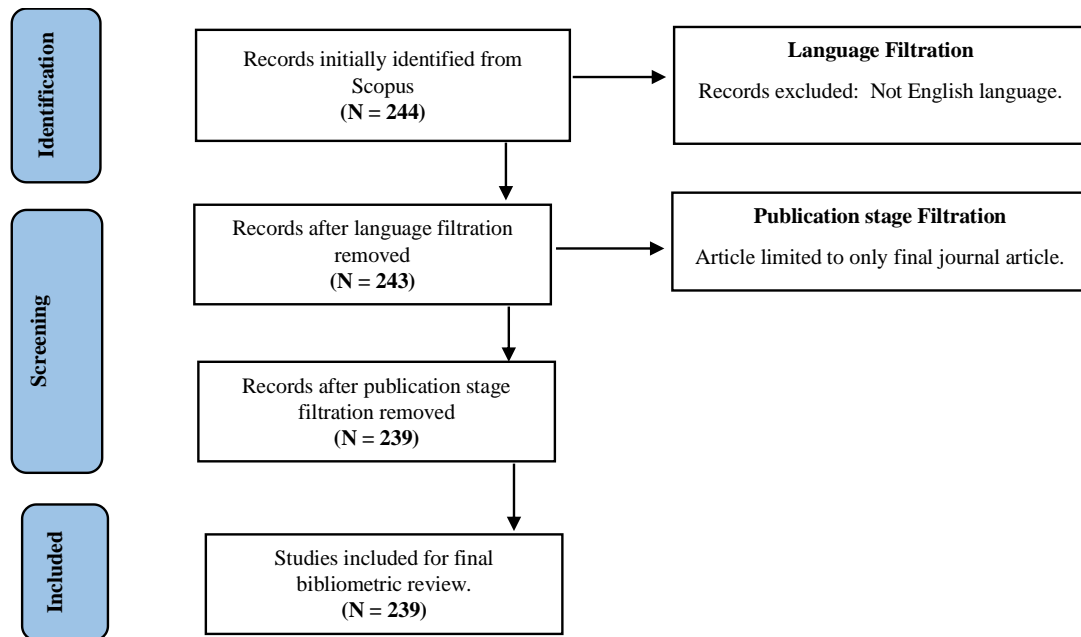 Identification
Records initially identified from
Scopus
(N = 244)
Language Filtration
Records excluded:  Not English language.
Screening
Records after language filtration
removed
(N = 243)
Publication stage Filtration
Article limited to only final journal article.
Records after publication stage
filtration removed
(N = 239)
Included
Studies included for final
bibliometric review.
(N = 239)